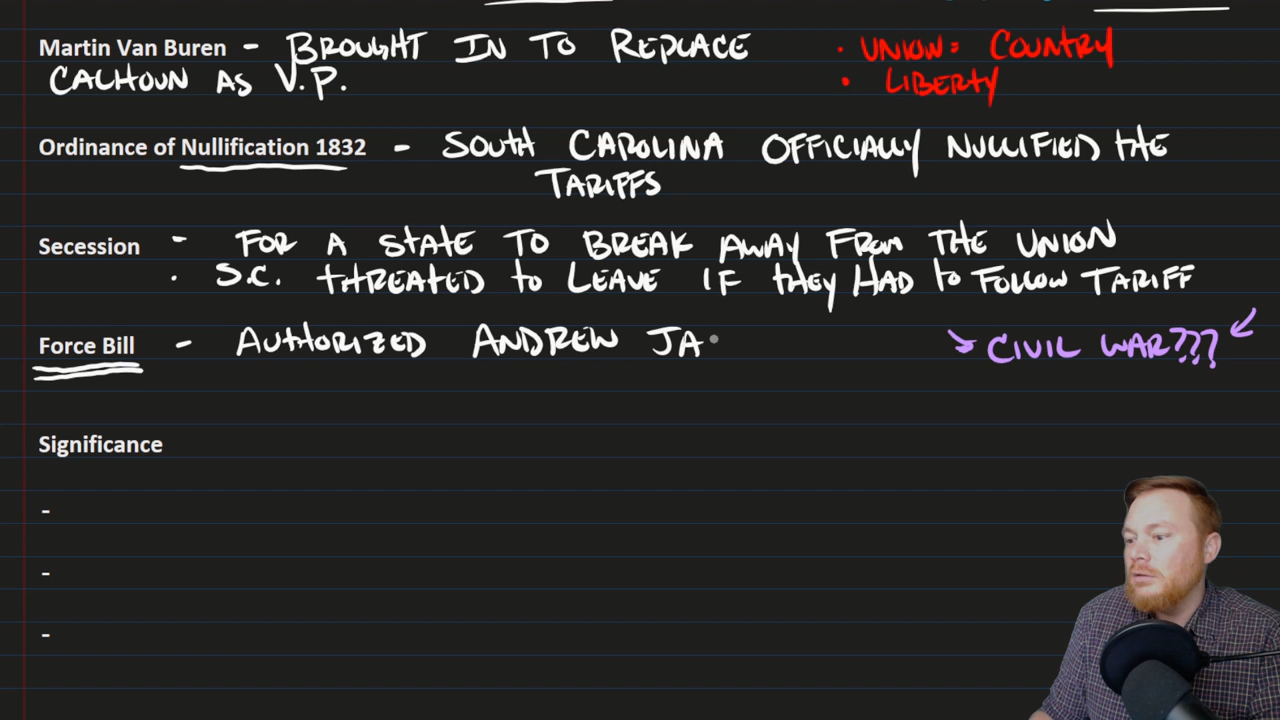 Martin Van Buren - BROUGHT IN TO REPLACE
CALHOUN AS V.P.
· UNION = COUNTRY
· LIBERTY
Ordinance of Nullification 1832 - SOUTH CAROLINA OFFICIALLY NULLIFIED THE
TARIFFS
Secession - FOR A STATE TO BREAK AWAY FROM THE UNION
· S.C. THREATED TO LEAVE IF THEY HAD TO FOLLOW TARIFF
Force Bill - AUTHORIZED ANDREW JA
CIVIL WAR???
Significance
-
-
-